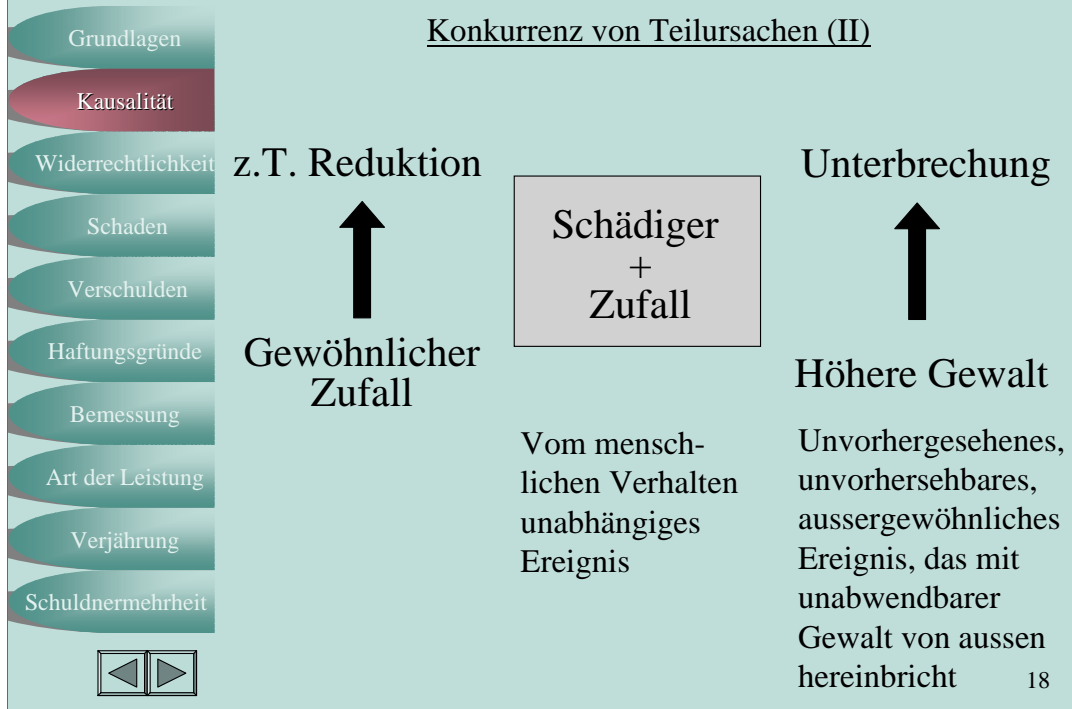 Grundlagen
Kausalität
Widerrechtlichkeit
Schaden
Verschulden
Haftungsgründe
Bemessung
Art der Leistung
Verjährung
Schuldnermehrheit
Konkurrenz von Teilursachen (II)
z.T. Reduktion
Gewöhnlicher
Zufall
Schädiger
+
Zufall
Vom mensch-
lichen Verhalten
unabhängiges
Ereignis
Unterbrechung
Höhere Gewalt
Unvorhergesehenes,
unvorhersehbares,
aussergewöhnliches
Ereignis, das mit
unabwendbarer
Gewalt von aussen
hereinbricht
18